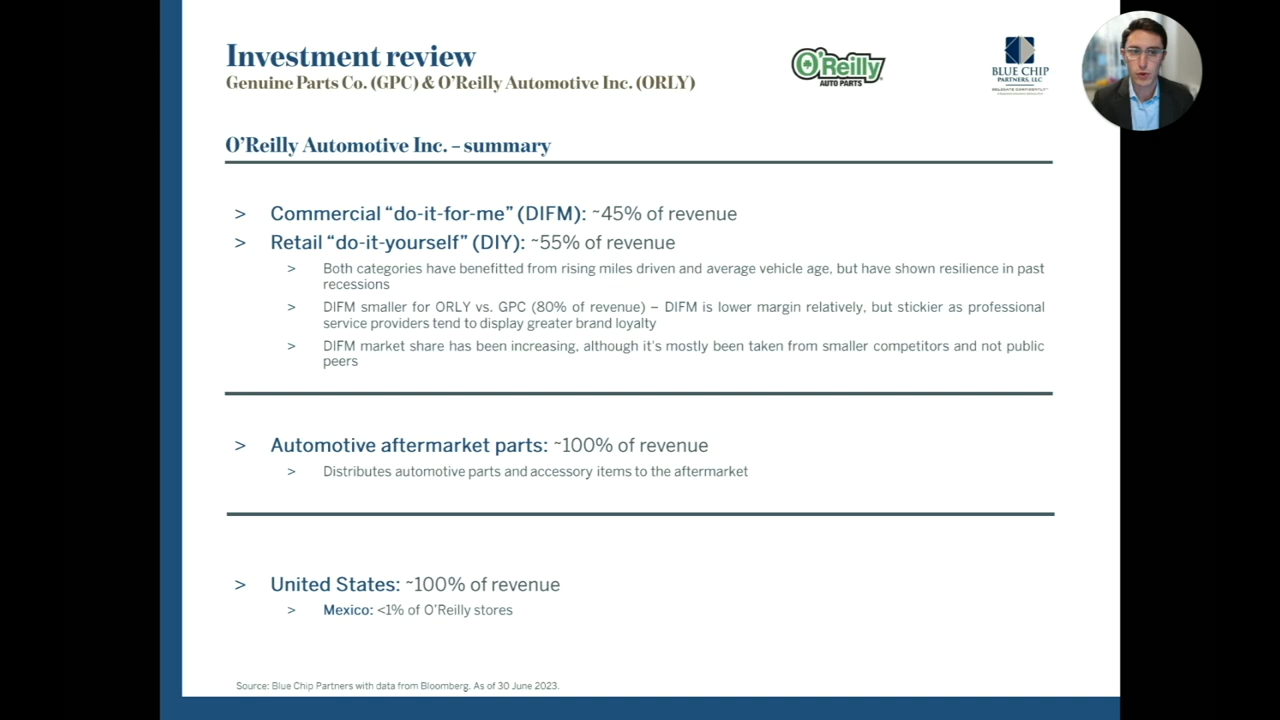 Investment review
Genuine Parts Co. (GPC) & O'Reilly Automotive Inc. (ORLY)
O'Reilly
AUTO PARTS
BLUE CHIP
PARTNERS, LLC
O'Reilly Automotive Inc. – summary
> Commercial "do-it-for-me" (DIFM): ~45% of revenue
> Retail "do-it-yourself" (DIY): ~55% of revenue
> Both categories have benefitted from rising miles driven and average vehicle age, but have shown resilience in past
recessions
> DIFM smaller for ORLY vs. GPC (80% of revenue) – DIFM is lower margin relatively, but stickier as professional
service providers tend to display greater brand loyalty
> DIFM market share has been increasing, although it's mostly been taken from smaller competitors and not public
peers
> Automotive aftermarket parts: ~100% of revenue
> Distributes automotive parts and accessory items to the aftermarket
> United States: ~100% of revenue
> Mexico: <1% of O'Reilly stores
Source: Blue Chip Partners with data from Bloomberg. As of 30 June 2023.